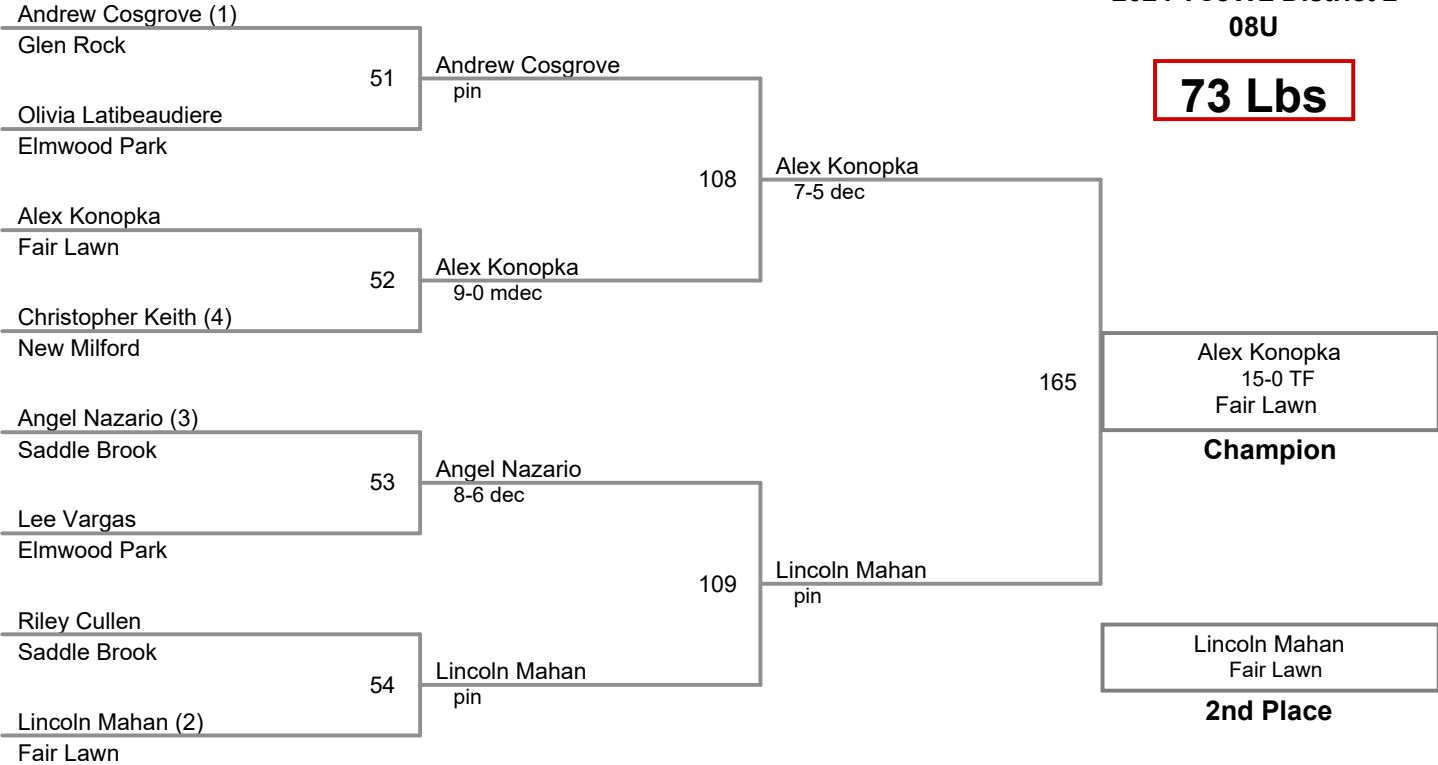 08U
73 Lbs
Andrew Cosgrove (1)
Glen Rock
51
Andrew Cosgrove
pin
Olivia Latibeaudiere
Elmwood Park
108
Alex Konopka
7-5 dec
Alex Konopka
Fair Lawn
52
Alex Konopka
9-0 mdec
Christopher Keith (4)
New Milford
165
Alex Konopka
15-0 TF
Fair Lawn
Champion
Angel Nazario (3)
Saddle Brook
53
Angel Nazario
8-6 dec
Lee Vargas
Elmwood Park
109
Lincoln Mahan
pin
Riley Cullen
Saddle Brook
54
Lincoln Mahan
pin
Lincoln Mahan (2)
Fair Lawn
Lincoln Mahan
Fair Lawn
2nd Place